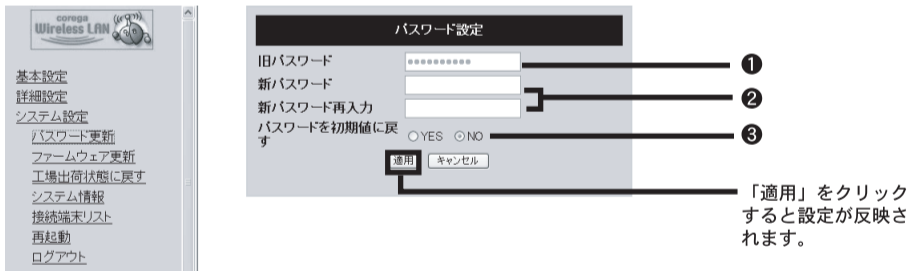 corega
Wireless LAN
基本設定
詳細設定
システム設定
パスワード更新
ファームウェア更新
工場出荷状態に戻す
システム情報
接続端末リスト
再起動
ログアウト
パスワード設定
旧パスワード
新パスワード
新パスワード再入力
パスワードを初期値に戻
す
YES NO
適用 キャンセル
❶
❷
❸
「適用」をクリック
すると設定が反映さ
れます。